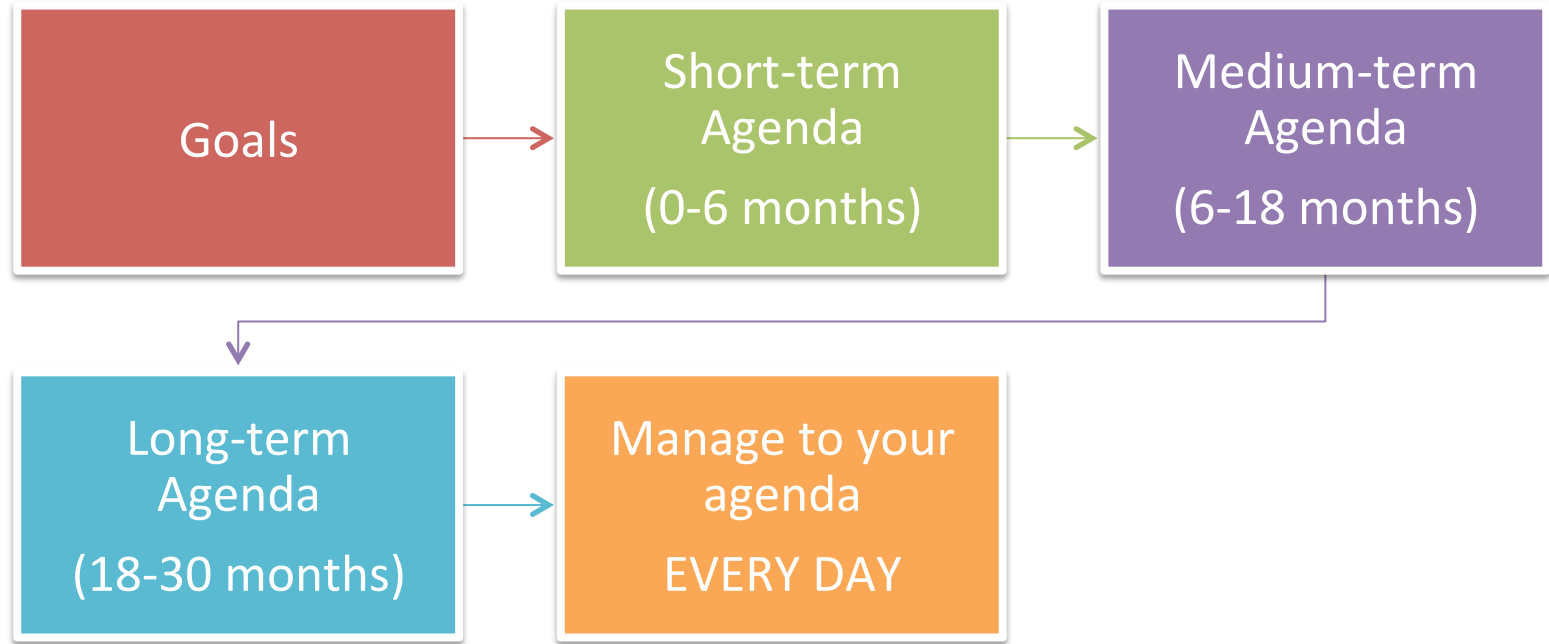 Goals
Short-term
Agenda
(0-6 months)
Medium-term
Agenda
(6-18 months)
Long-term
Agenda
(18-30 months)
Manage to your
agenda
EVERY DAY